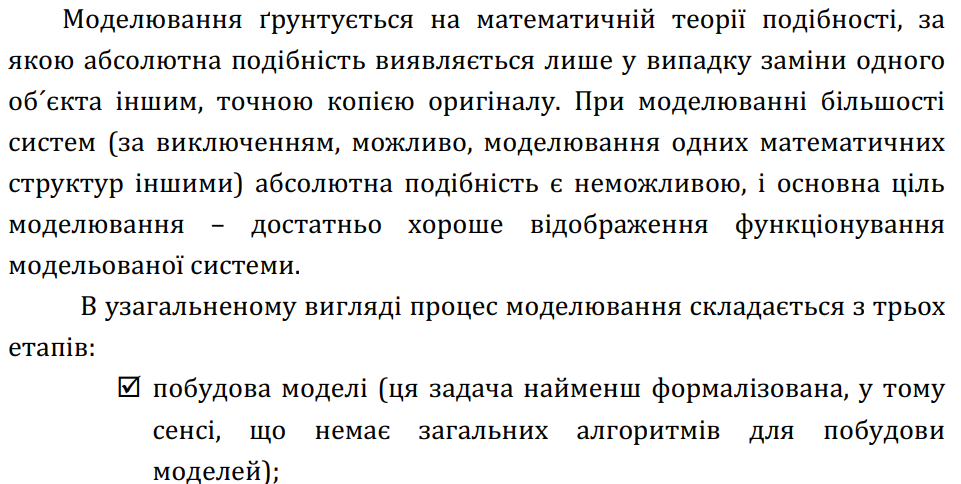 Моделювання ґрунтується на математичній теорії подібності, за
якою абсолютна подібність виявляється лише у випадку заміни одного
об´єкта іншим, точною копією оригіналу. При моделюванні більшості
систем (за виключенням, можливо, моделювання одних математичних
структур іншими) абсолютна подібність є неможливою, і основна ціль
моделювання – достатньо хороше відображення функціонування
модельованої системи.
В узагальненому вигляді процес моделювання складається з трьох
етапів:
☑ побудова моделі (ця задача найменш формалізована, у тому
сенсі, що немає загальних алгоритмів для побудови
моделей);